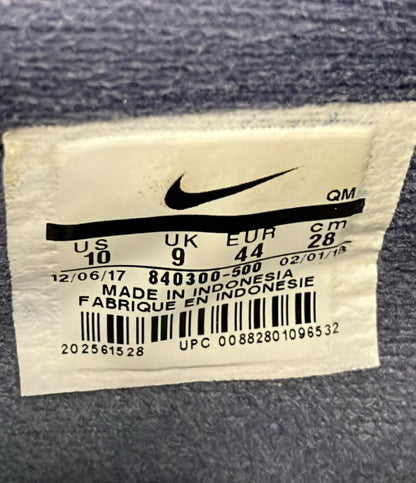 QM
US UK EUR cm
10 9 44 28
12/06/17 840300-500 02/01/18
MADE IN INDONESIA
FABRIQUE EN INDONESIE
202561528 UPC 00882801096532